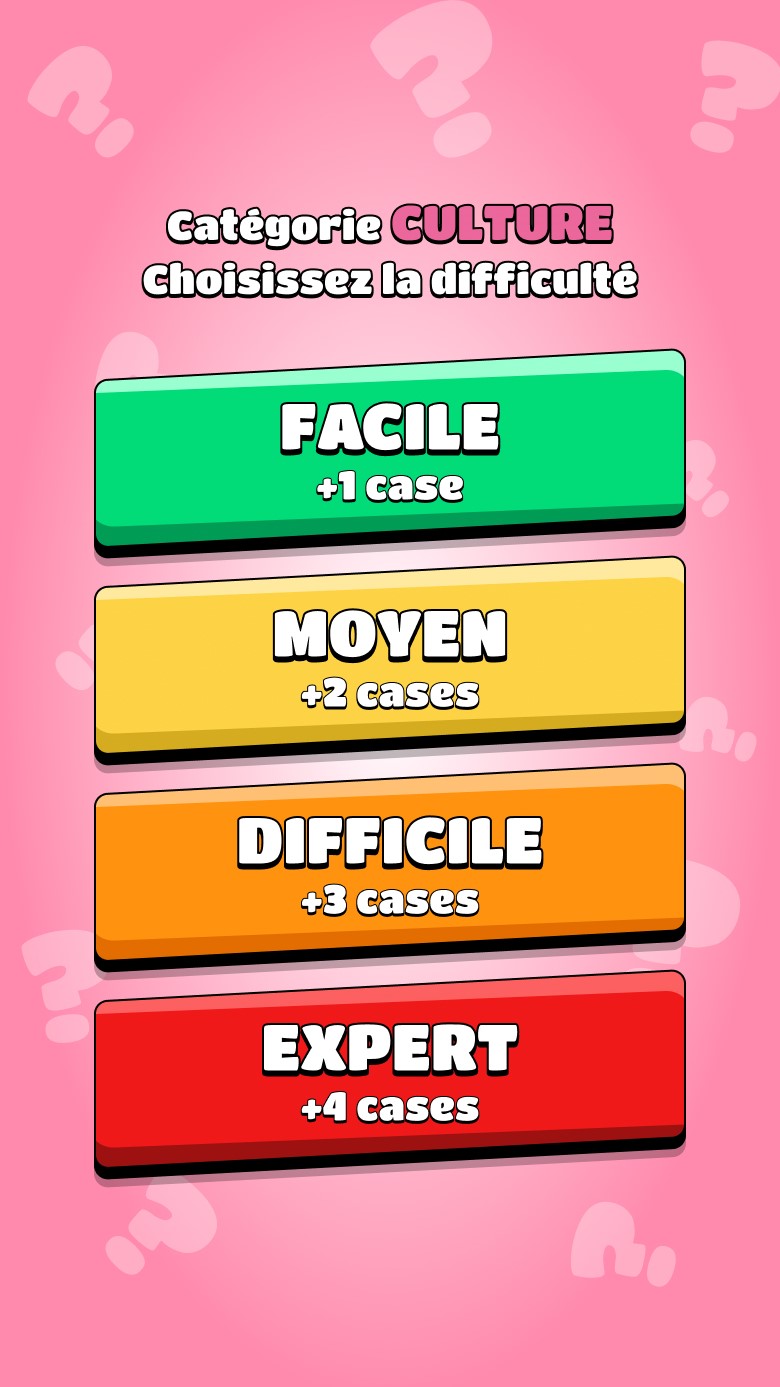 Catégorie CULTURE
Choisissez la difficulté
FACILE
+1 case
MOYEN
+2 cases
DIFFICILE
+3 cases
EXPERT
+4 cases